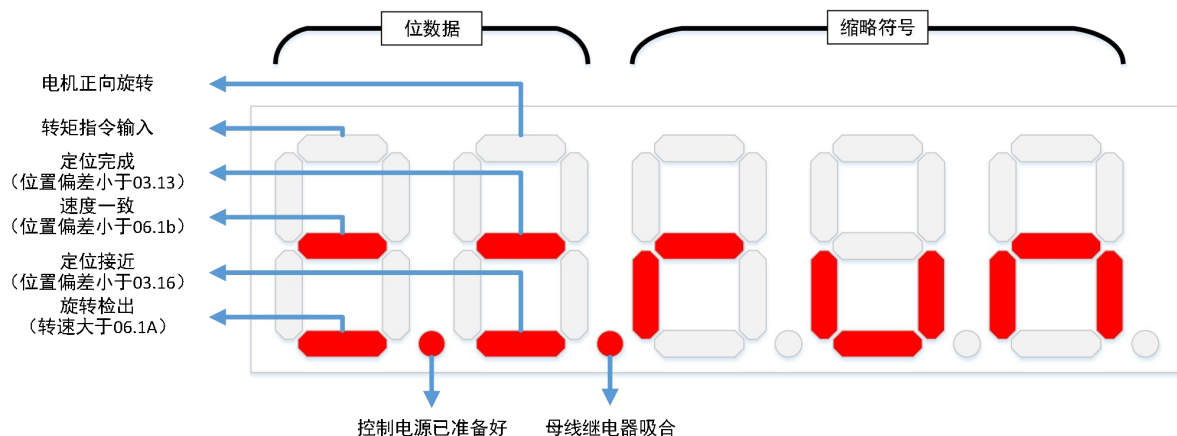 位数据
缩略符号
电机正向旋转
转矩指令输入
定位完成
（位置偏差小于03.13）
速度一致
（位置偏差小于06.1b）
定位接近
（位置偏差小于03.16）
旋转检出
（转速大于06.1A）
run
控制电源已准备好
母线继电器吸合